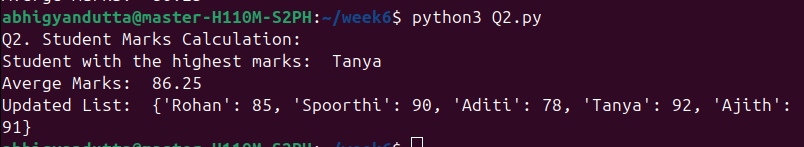 abhigyandutta@master-H110M-S2PH:~/week6$ python3 Q2.py
Q2. Student Marks Calculation:
Student with the highest marks:  Tanya
Averge Marks:  86.25
Updated List:  {'Rohan': 85, 'Spoorthi': 90, 'Aditi': 78, 'Tanya': 92, 'Ajith':
91}
abhigyandutta@master-H110M-S2PH:~/week6$